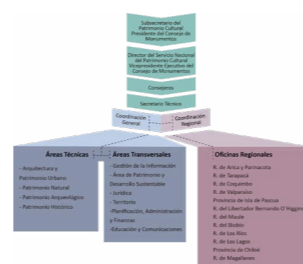 Subsecretario del
Patrimonio Cultural
Presidente del Consejo de
Monumentos
Director del Servicio Nacional
del Patrimonio Cultural
Vicepresidente Ejecutivo del
Consejo de Monumentos
Consejeros
Secretario Técnico
Coordinación
General
Coordinación
Regional
Áreas Técnicas
- Arquitectura y
Patrimonio Urbano
- Patrimonio Natural
- Patrimonio Arqueológico
- Patrimonio Histórico
Áreas Transversales
- Gestión de la Información
- Área de Patrimonio y
Desarrollo Sustentable
- Jurídica
- Territorio
-Planificación, Administración
y Finanzas
-Educación y Comunicaciones
Oficinas Regionales
R. de Arica y Parinacota
R. de Tarapacá
R. de Coquimbo
R. de Valparaíso
Provincia de Isla de Pascua
R. del Libertador Bernardo O'Higgins
R. del Maule
R. del Biobío
R. de Los Ríos
R. de Los Lagos
Provincia de Chiloé
R. de Magallanes